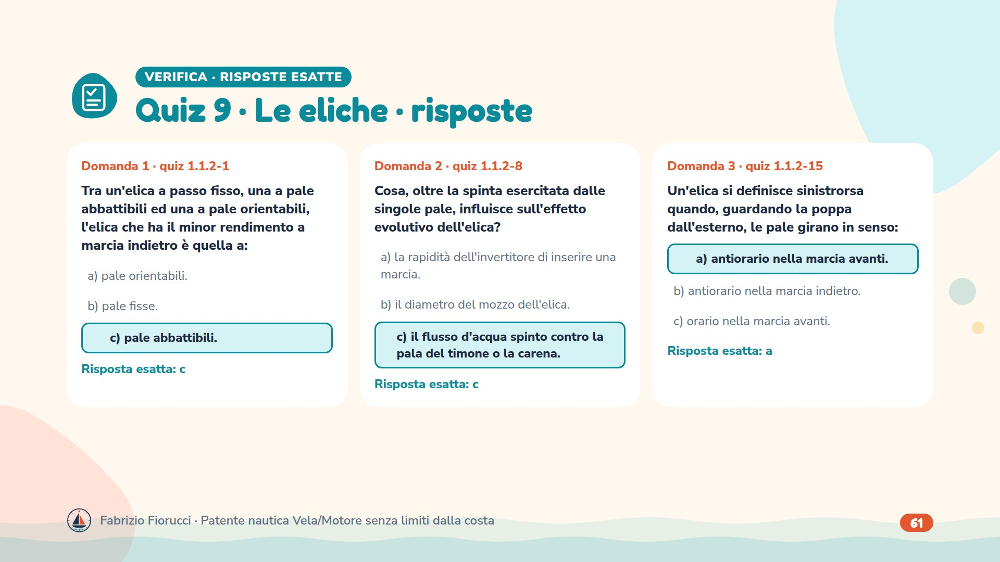 VERIFICA · RISPOSTE ESATTE
Quiz 9 · Le eliche · risposte
Domanda 1 · quiz 1.1.2-1
Tra un'elica a passo fisso, una a pale
abbattibili ed una a pale orientabili,
l'elica che ha il minor rendimento a
marcia indietro è quella a:
a) pale orientabili.
b) pale fisse.
c) pale abbattibili.
Risposta esatta: c
Domanda 2 · quiz 1.1.2-8
Cosa, oltre la spinta esercitata dalle
singole pale, influisce sull'effetto
evolutivo dell'elica?
a) la rapidità dell'invertitore di inserire una
marcia.
b) il diametro del mozzo dell'elica.
c) il flusso d'acqua spinto contro la
pala del timone o la carena.
Risposta esatta: c
Domanda 3 · quiz 1.1.2-15
Un'elica si definisce sinistrorsa
quando, guardando la poppa
dall'esterno, le pale girano in senso:
a) antiorario nella marcia avanti.
b) antiorario nella marcia indietro.
c) orario nella marcia avanti.
Risposta esatta: a
Fabrizio Fiorucci · Patente nautica Vela/Motore senza limiti dalla costa
61